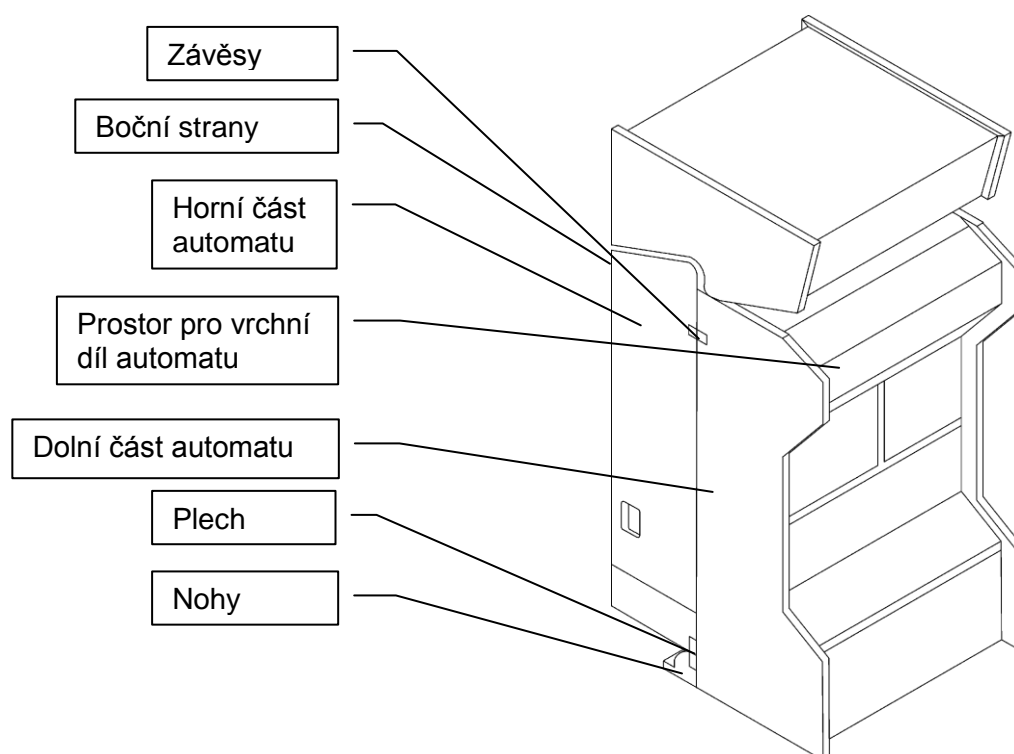 Závěsy
Boční strany
Horní část
automatu
Prostor pro vrchní
díl automatu
Dolní část automatu
Plech
Nohy